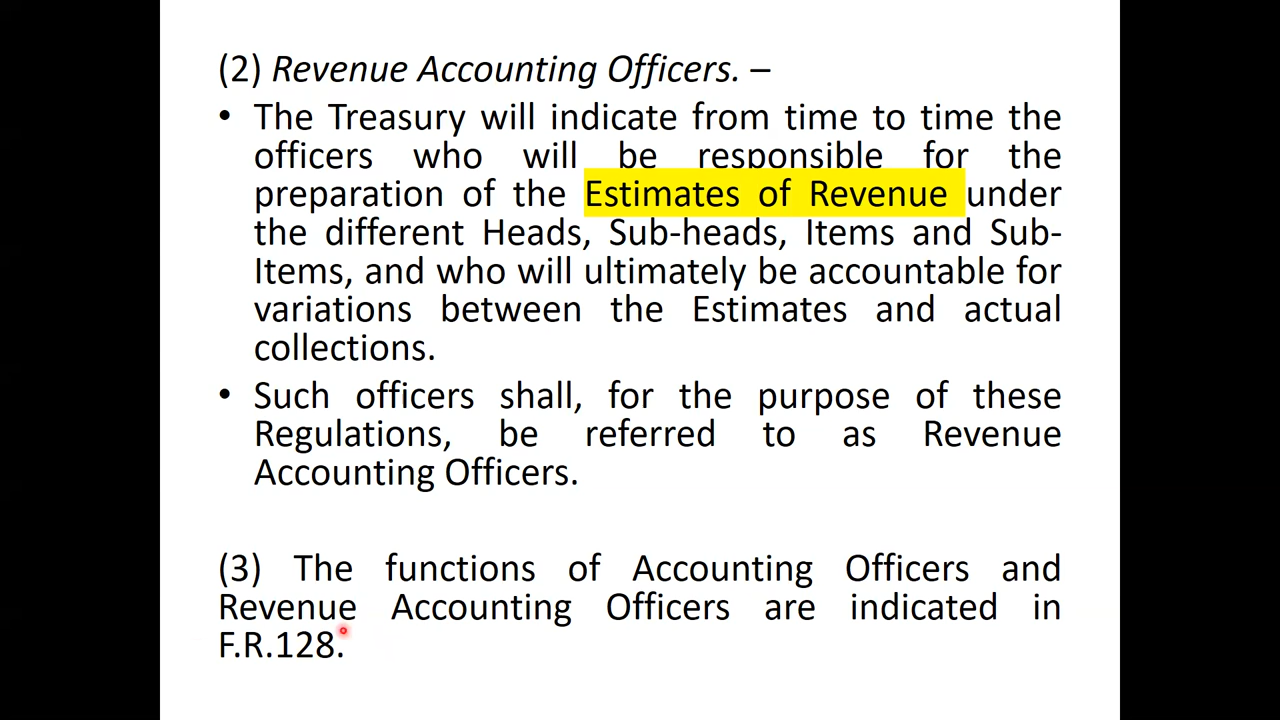 (2) Revenue Accounting Officers. –
• The Treasury will indicate from time to time the
officers who will be responsible for the
preparation of the Estimates of Revenue under
the different Heads, Sub-heads, Items and Sub-
Items, and who will ultimately be accountable for
variations between the Estimates and actual
collections.
• Such officers shall, for the purpose of these
Regulations, be referred to as Revenue
Accounting Officers.
(3) The functions of Accounting Officers and
Revenue Accounting Officers are indicated in
F.R.128.